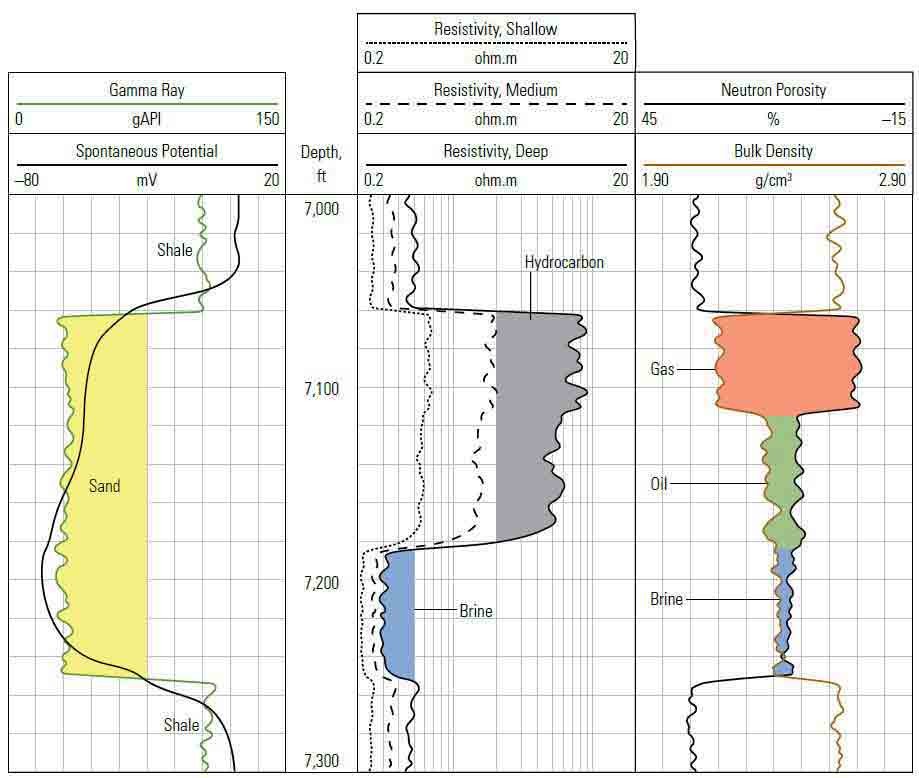 Resistivity, Shallow
0.2 ohm.m 20
Gamma Ray
0 gAPI 150
Resistivity, Medium
0.2 ohm.m 20
Neutron Porosity
45 % –15
Spontaneous Potential
–80 mV 20
Depth,
ft
Resistivity, Deep
0.2 ohm.m 20
Bulk Density
1.90 g/cm³ 2.90
7,000
Shale
Hydrocarbon
Gas
7,100
Sand
Oil
7,200
Brine
Brine
Shale
7,300